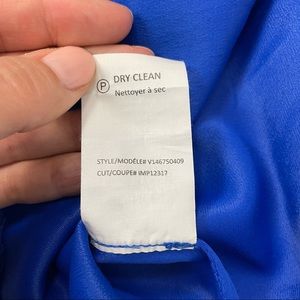 P DRY CLEAN
Nettoyer à sec
STYLE/MODÈLE# V146750409
CUT/COUPE# IMP12317